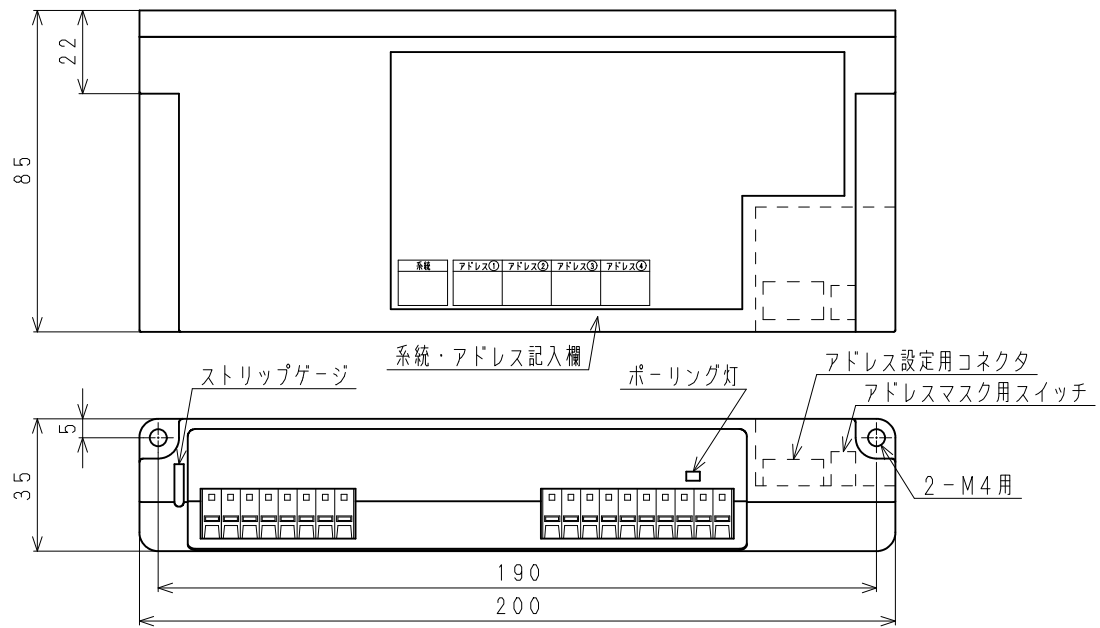 22
85
系統 アドレス① アドレス② アドレス③ アドレス④
系統・アドレス記入欄
ストリップゲージ
ポーリング灯
アドレス設定用コネクタ
アドレスマスク用スイッチ
5
35
2-M4用
190
200